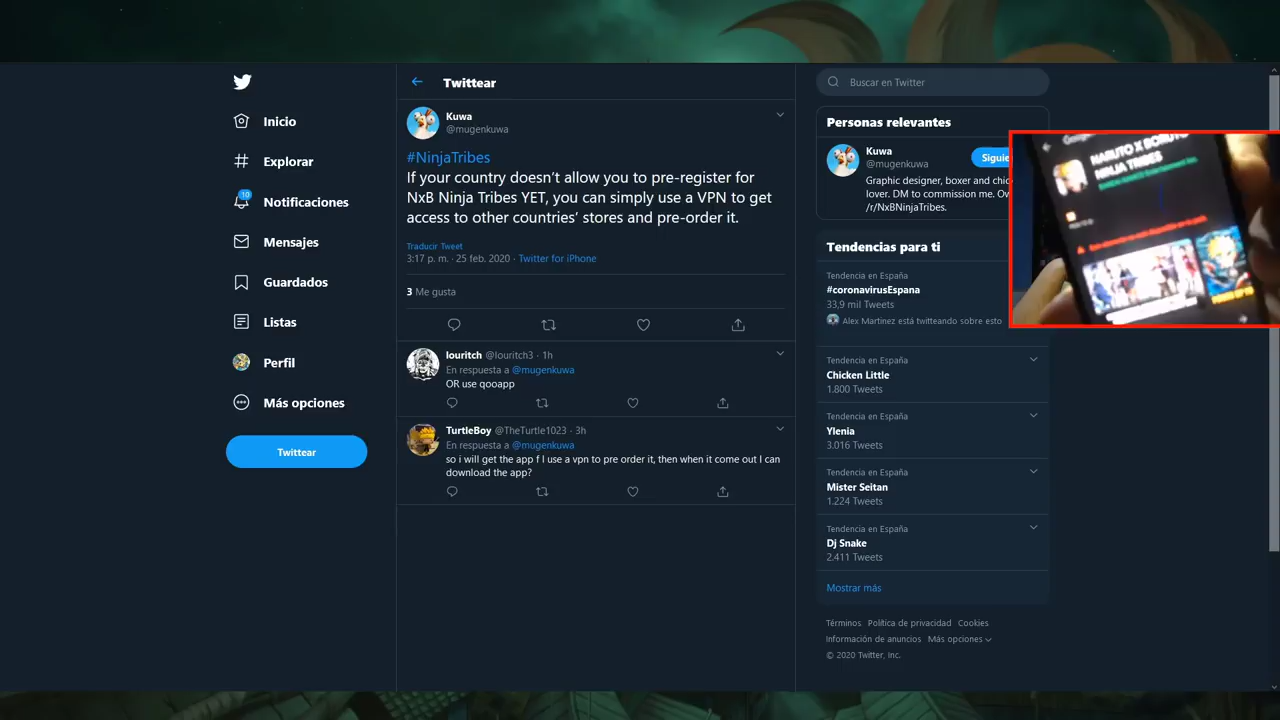 Twittear
Inicio
Explorar
10
Notificaciones
Mensajes
Guardados
Listas
Perfil
Más opciones
Twittear
Kuwa
@mugenkuwa
#NinjaTribes
If your country doesn't allow you to pre-register for
NxB Ninja Tribes YET, you can simply use a VPN to get
access to other countries' stores and pre-order it.
Traducir Tweet
3:17 p. m. · 25 feb. 2020 · Twitter for iPhone
3 Me gusta
louritch @louritch3 · 1h
En respuesta a @mugenkuwa
OR use qooapp
TurtleBoy @TheTurtle1023 · 3h
En respuesta a @mugenkuwa
so i will get the app f I use a vpn to pre order it, then when it come out I can
download the app?
Buscar en Twitter
Personas relevantes
Kuwa
@mugenkuwa
Siguie
Graphic designer, boxer and chic
lover. DM to commission me. Ow
/r/NxBNinjaTribes.
NARUTO X BORUTO
NINJA TRIBES
Tendencias para ti
Tendencia en España
#coronavirusEspana
33,9 mil Tweets
Alex Martinez está twitteando sobre esto
Tendencia en España
Chicken Little
1.800 Tweets
Tendencia en España
Ylenia
3.016 Tweets
Tendencia en España
Mister Seitan
1.224 Tweets
Tendencia en España
Dj Snake
2.411 Tweets
Mostrar más
Términos Política de privacidad Cookies
Información de anuncios Más opciones
© 2020 Twitter, Inc.